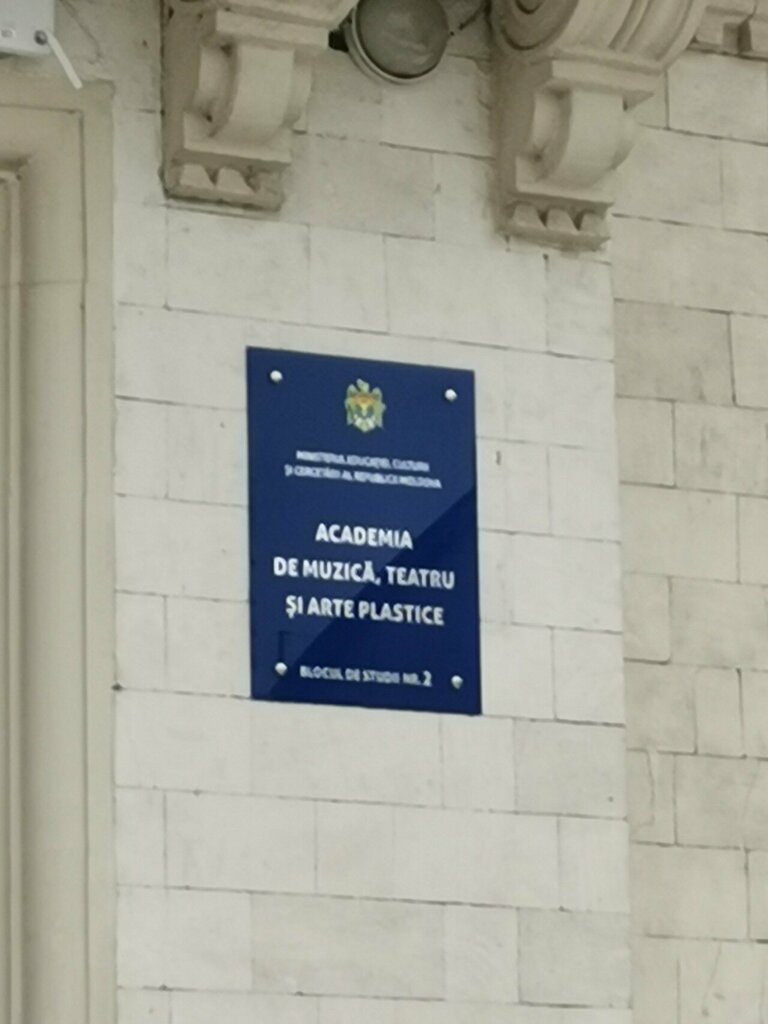 MINISTERUL EDUCAȚIEI, CULTURII
ȘI CERCETĂRII AL REPUBLICII MOLDOVA
ACADEMIA
DE MUZICĂ, TEATRU
ȘI ARTE PLASTICE
BLOCUL DE STUDII NR. 2